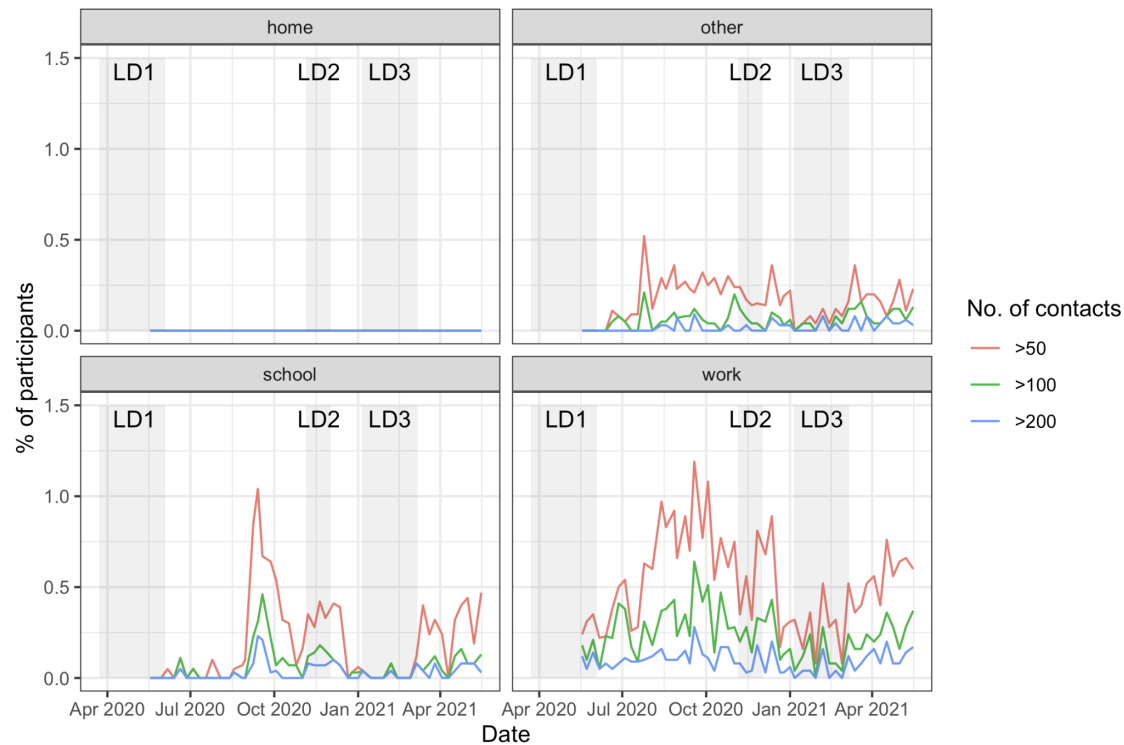 home
other
1.5
LD1
LD2
LD3
LD1
LD2
LD3
1.0
0.5
0.0
% of participants
school
work
1.5
LD1
LD2
LD3
LD1
LD2
LD3
1.0
0.5
0.0
Apr 2020
Jul 2020
Oct 2020
Jan 2021
Apr 2021
Apr 2020
Jul 2020
Oct 2020
Jan 2021
Apr 2021
Date
No. of contacts
>50
>100
>200